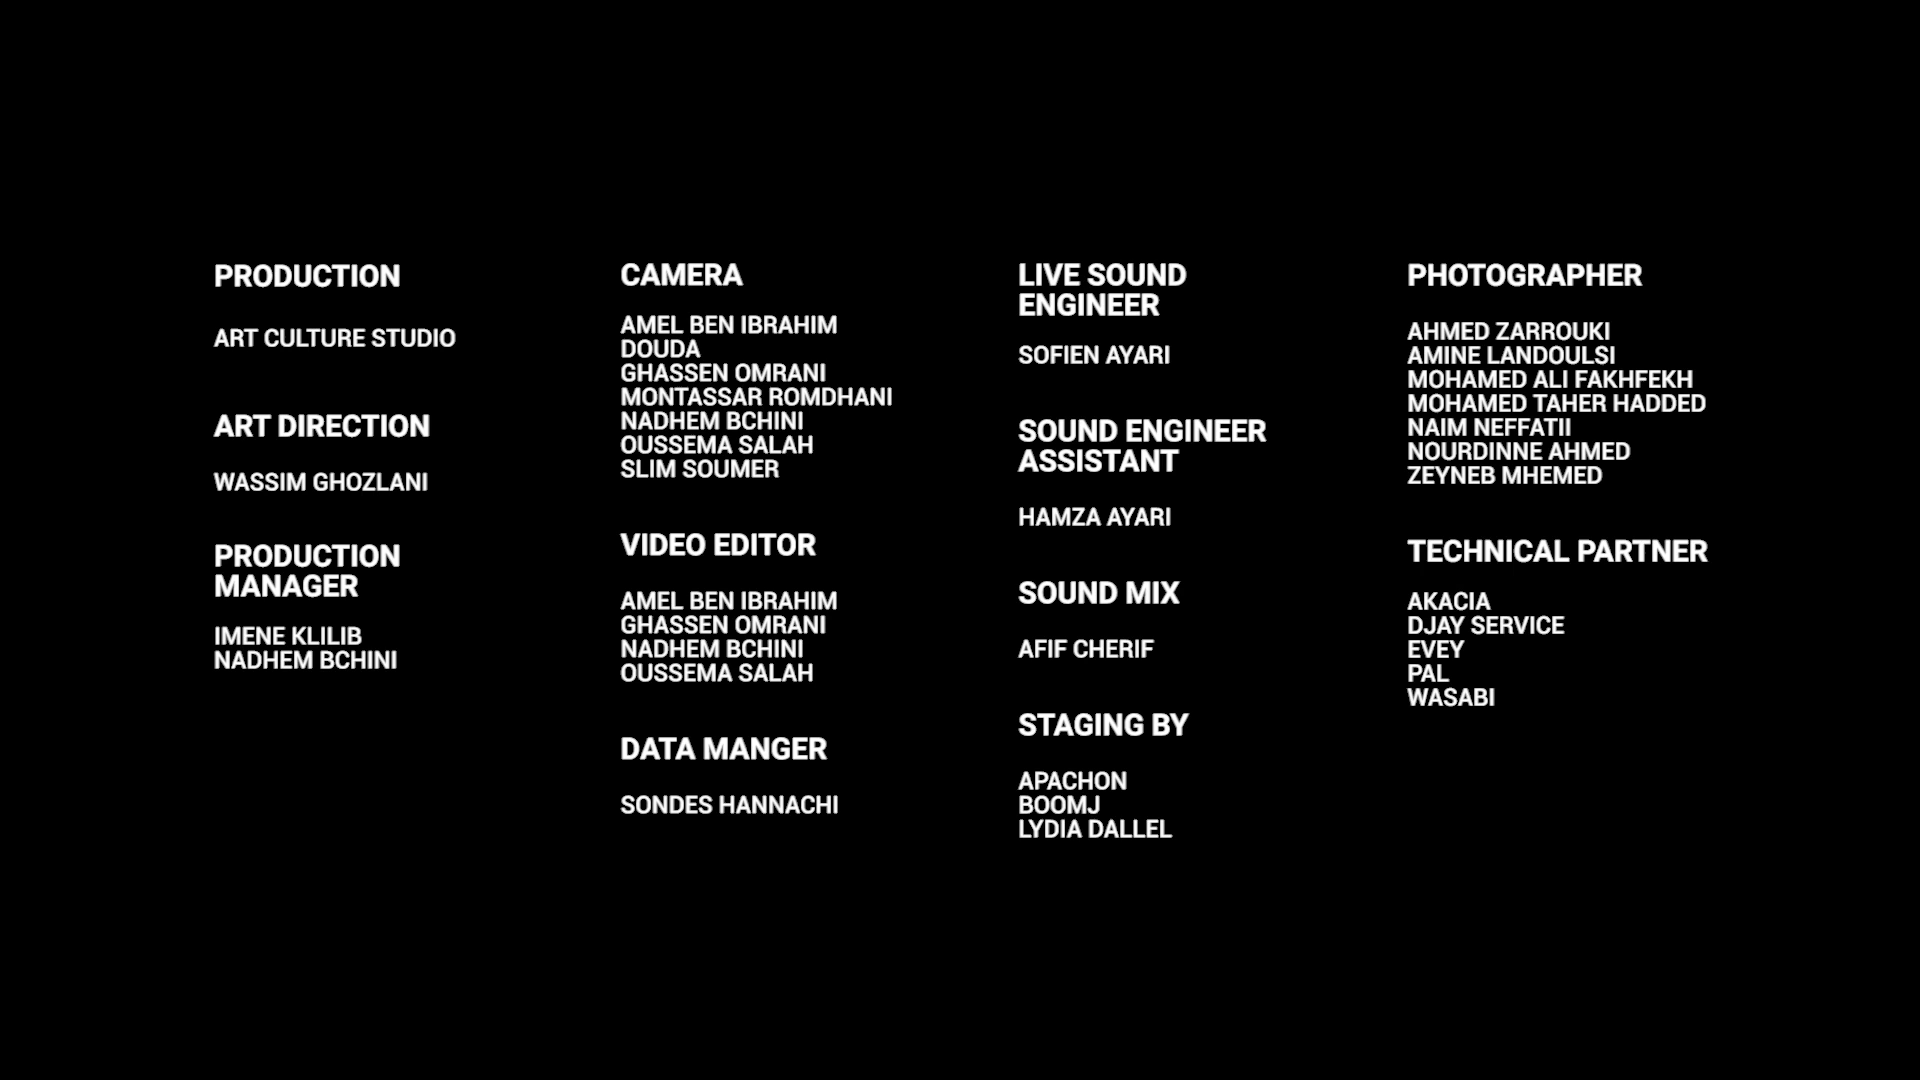 PRODUCTION
ART CULTURE STUDIO
ART DIRECTION
WASSIM GHOZLANI
PRODUCTION
MANAGER
IMENE KLILIB
NADHEM BCHINI
CAMERA
AMEL BEN IBRAHIM
DOUDA
GHASSEN OMRANI
MONTASSAR ROMDHANI
NADHEM BCHINI
OUSSEMA SALAH
SLIM SOUMER
VIDEO EDITOR
AMEL BEN IBRAHIM
GHASSEN OMRANI
NADHEM BCHINI
OUSSEMA SALAH
DATA MANGER
SONDES HANNACHI
LIVE SOUND
ENGINEER
SOFIEN AYARI
SOUND ENGINEER
ASSISTANT
HAMZA AYARI
SOUND MIX
AFIF CHERIF
STAGING BY
APACHON
BOOMJ
LYDIA DALLEL
PHOTOGRAPHER
AHMED ZARROUKI
AMINE LANDOULSI
MOHAMED ALI FAKHFEKH
MOHAMED TAHER HADDED
NAIM NEFFATII
NOURDINNE AHMED
ZEYNEB MHEMED
TECHNICAL PARTNER
AKACIA
DJAY SERVICE
EVEY
PAL
WASABI